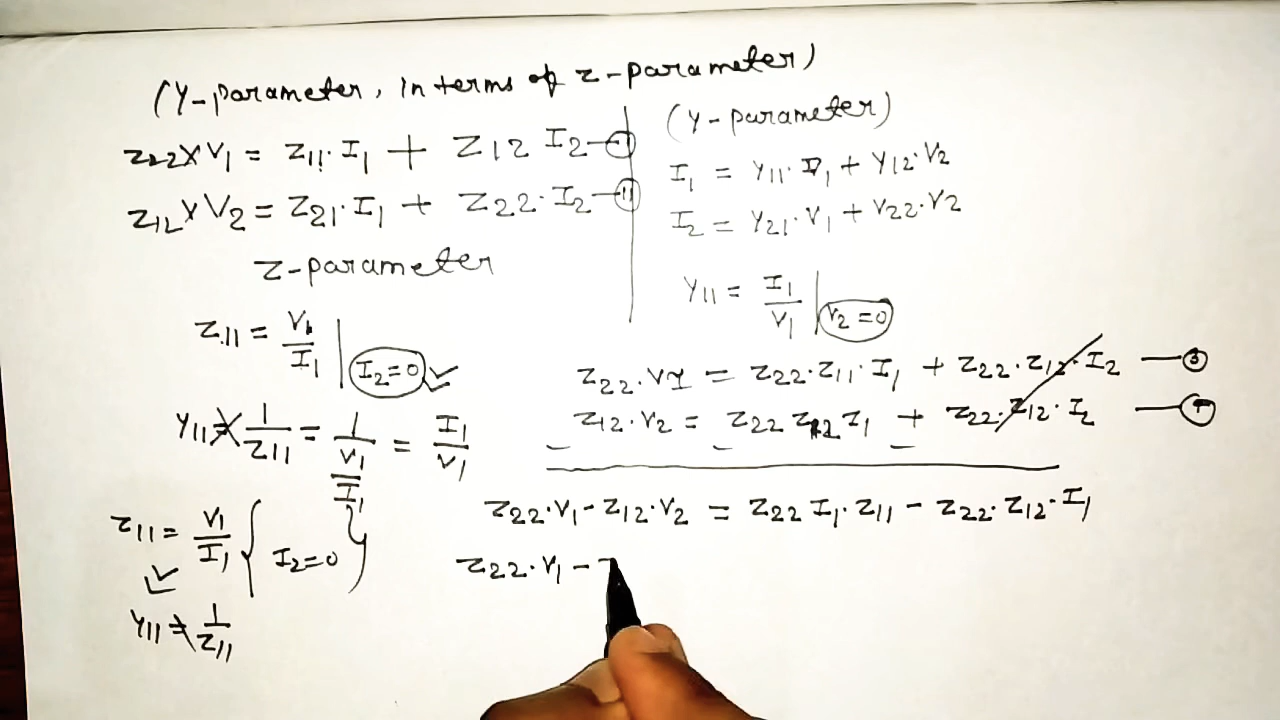 (Y-parameter, in terms of z-parameter)
Z22×V1 = Z11·I1 + Z12 I2 —(1)
Z12×V2 = Z21·I1 + Z22·I2 —(11)
Z-parameter
Z11 = V1/I1 | I2=0
Y11 ≠ 1/Z11 = 1/(V1/I1) = I1/V1
Z11 = V1/I1 { I2=0 }
Y11 ≠ 1/Z11
(Y-parameter)
I1 = Y11·V1 + Y12·V2
I2 = Y21·V1 + V22·V2
Y11 = I1/V1 | V2=0
Z22·V1 = Z22·Z11·I1 + Z22·Z12·I2 —(3)
Z12·V2 = Z22 Z12 I1 + Z22·Z12·I2
Z22·V1 - Z12·V2 = Z22 I1·Z11 - Z22·Z12·I1
Z22·V1 -